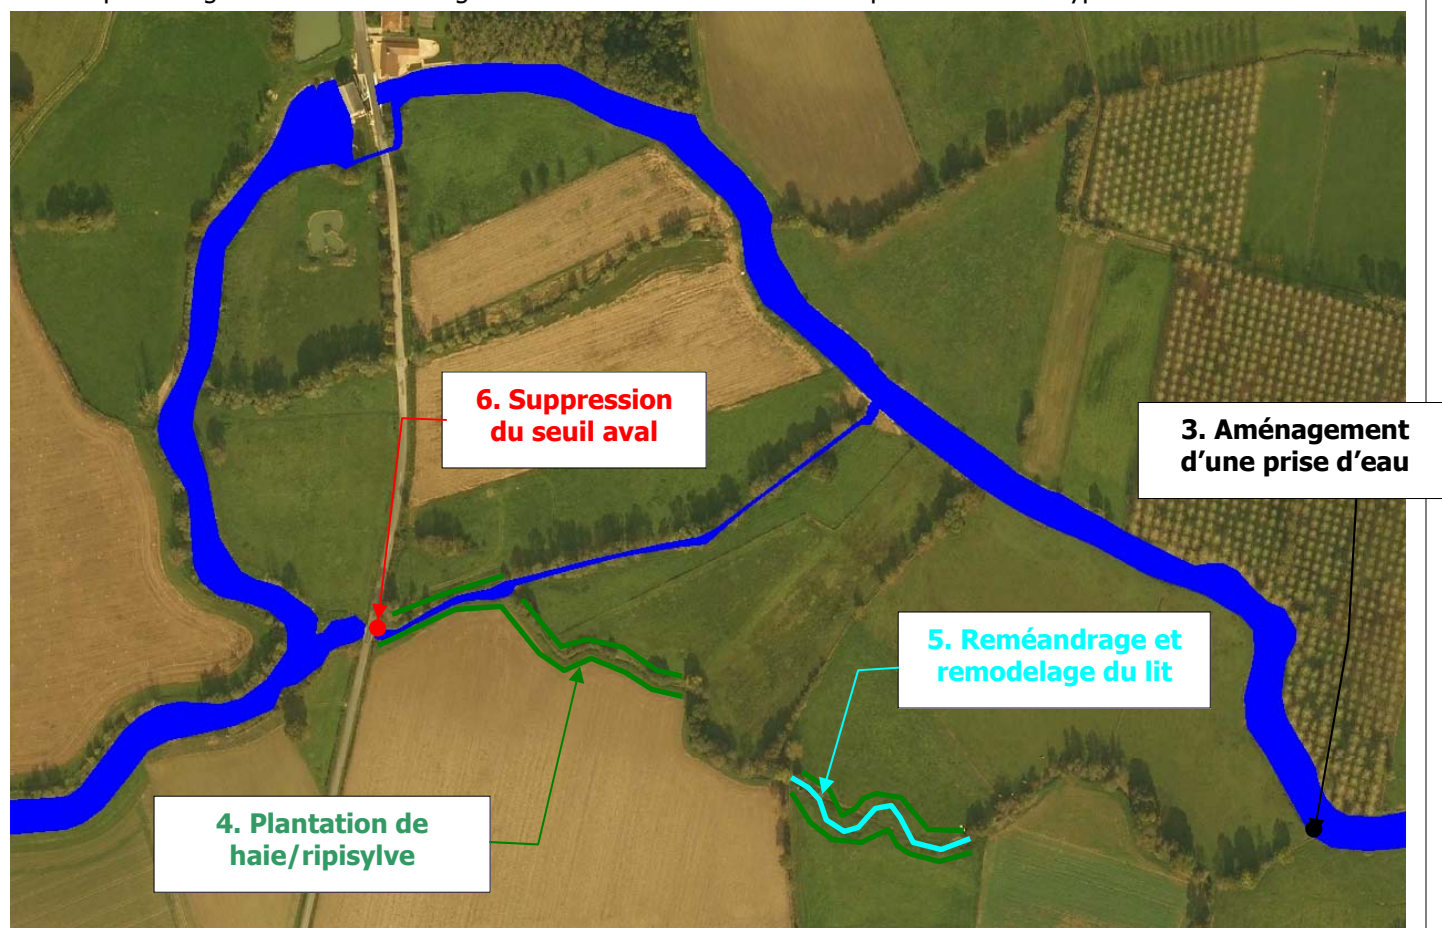 6. Suppression
du seuil aval
3. Aménagement
d'une prise d'eau
5. Reméandrage et
remodelage du lit
4. Plantation de
haie/ripisylve